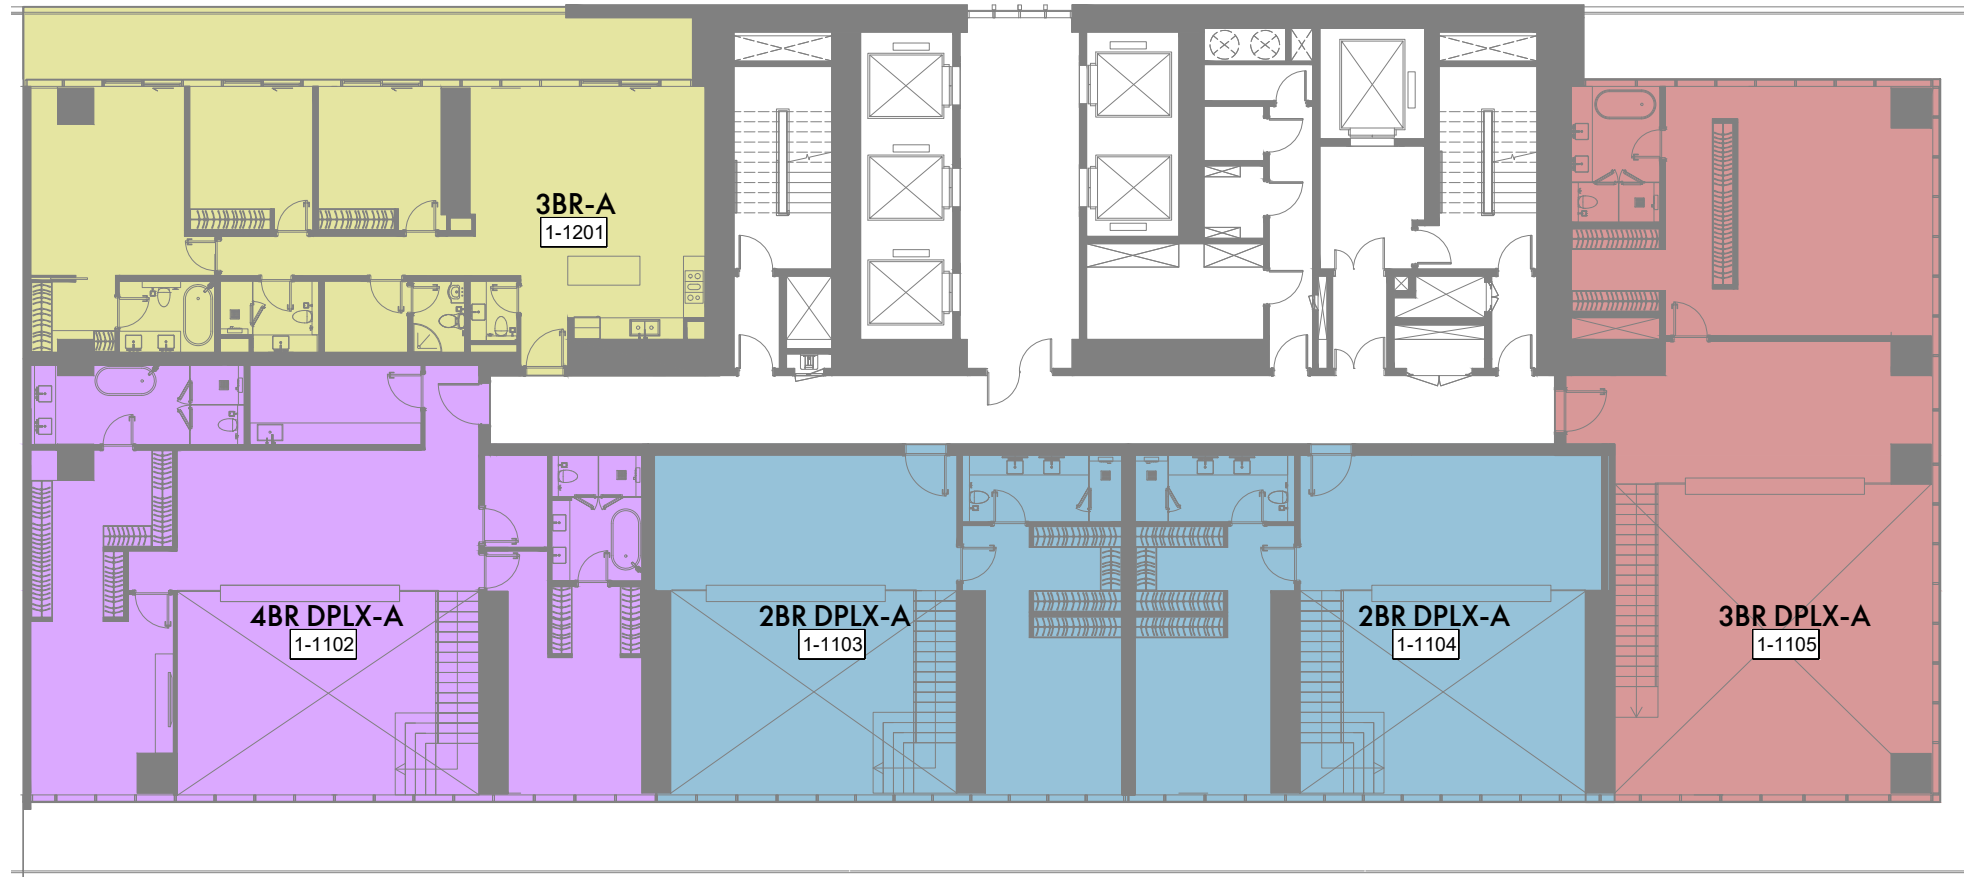 3BR-A
1-1201
4BR DPLX-A
1-1102
2BR DPLX-A
1-1103
2BR DPLX-A
1-1104
3BR DPLX-A
1-1105